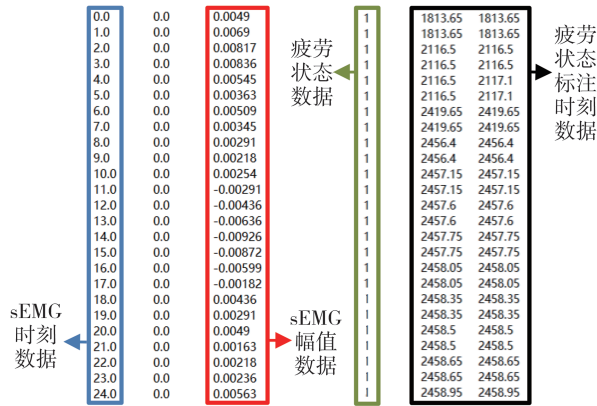 0.0 0.0 0.0049 1 1813.65 1813.65
1.0 0.0 0.0069 1 1813.65 1813.65
2.0 0.0 0.00817 1 2116.5 2116.5
3.0 0.0 0.00836 1 2116.5 2116.5
4.0 0.0 0.00545 1 2116.5 2117.1
5.0 0.0 0.00363 1 2116.5 2117.1
6.0 0.0 0.00509 1 2419.65 2419.65
7.0 0.0 0.00345 1 2419.65 2419.65
8.0 0.0 0.00291 1 2456.4 2456.4
9.0 0.0 0.00218 1 2456.4 2456.4
10.0 0.0 0.00254 1 2457.15 2457.15
11.0 0.0 -0.00291 1 2457.15 2457.15
12.0 0.0 -0.00436 1 2457.6 2457.6
13.0 0.0 -0.00636 1 2457.6 2457.6
14.0 0.0 -0.00926 1 2457.75 2457.75
15.0 0.0 -0.00872 1 2457.75 2457.75
16.0 0.0 -0.00599 1 2458.05 2458.05
17.0 0.0 -0.00182 1 2458.05 2458.05
18.0 0.0 0.00436 1 2458.35 2458.35
19.0 0.0 0.00291 1 2458.35 2458.35
20.0 0.0 0.0049 1 2458.5 2458.5
21.0 0.0 0.00163 1 2458.5 2458.5
22.0 0.0 0.00218 1 2458.65 2458.65
23.0 0.0 0.00236 1 2458.65 2458.65
24.0 0.0 0.00563 1 2458.95 2458.95
sEMG
时刻
数据
sEMG
幅值
数据
疲劳
状态
数据
疲劳
状态
标注
时刻
数据